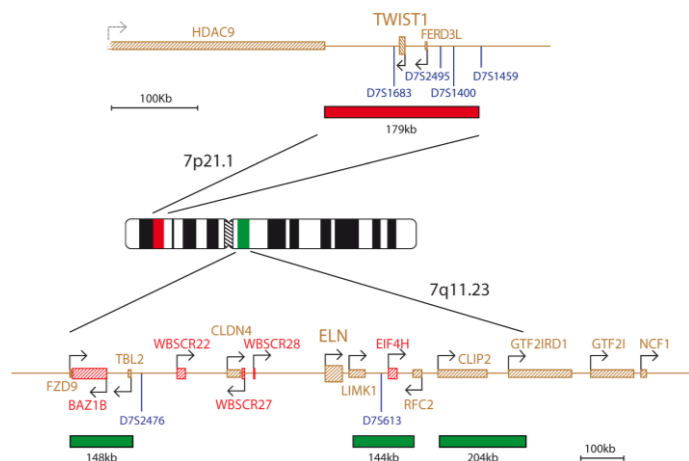 TWIST1
HDAC9
FERD3L
D7S2495
D7S1459
D7S1683
D7S1400
100Kb
179kb
7p21.1
7q11.23
WBSCR22
CLDN4
WBSCR28
ELN
EIF4H
TBL2
CLIP2
GTF2IRD1
GTF2I
NCF1
FZD9
BAZ1B
WBSCR27
LIMK1
RFC2
D7S2476
D7S613
148kb
144kb
204kb
100kb